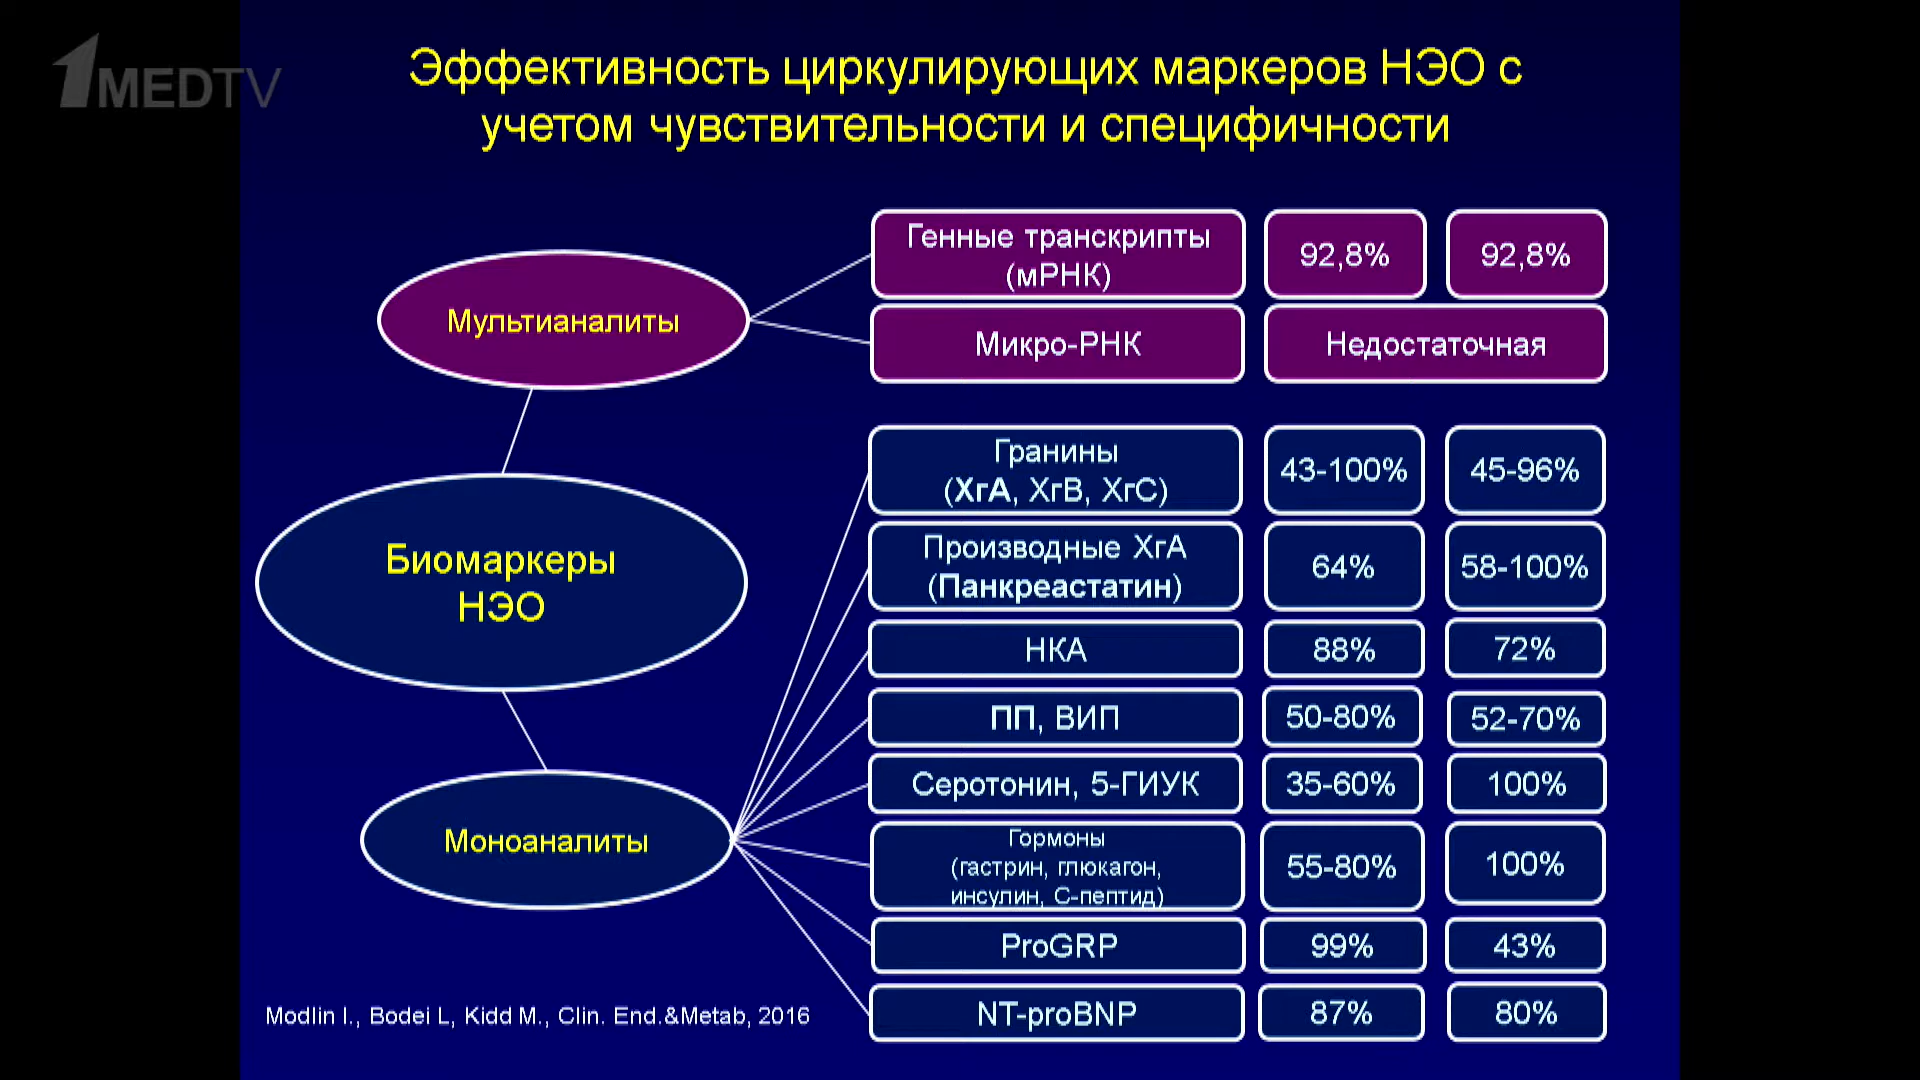 1MEDTV
Эффективность циркулирующих маркеров НЭО с
учетом чувствительности и специфичности
Мультианалиты
Генные транскрипты
(мРНК)
92,8%
92,8%
Микро-РНК
Недостаточная
Биомаркеры
НЭО
Моноаналиты
Гранины
(ХгА, ХгВ, ХгС)
43-100%
45-96%
Производные ХгА
(Панкреастатин)
64%
58-100%
НКА
88%
72%
ПП, ВИП
50-80%
52-70%
Серотонин, 5-ГИУК
35-60%
100%
Гормоны
(гастрин, глюкагон,
инсулин, С-пептид)
55-80%
100%
ProGRP
99%
43%
NT-proBNP
87%
80%
Modlin I., Bodei L, Kidd M., Clin. End.&Metab, 2016